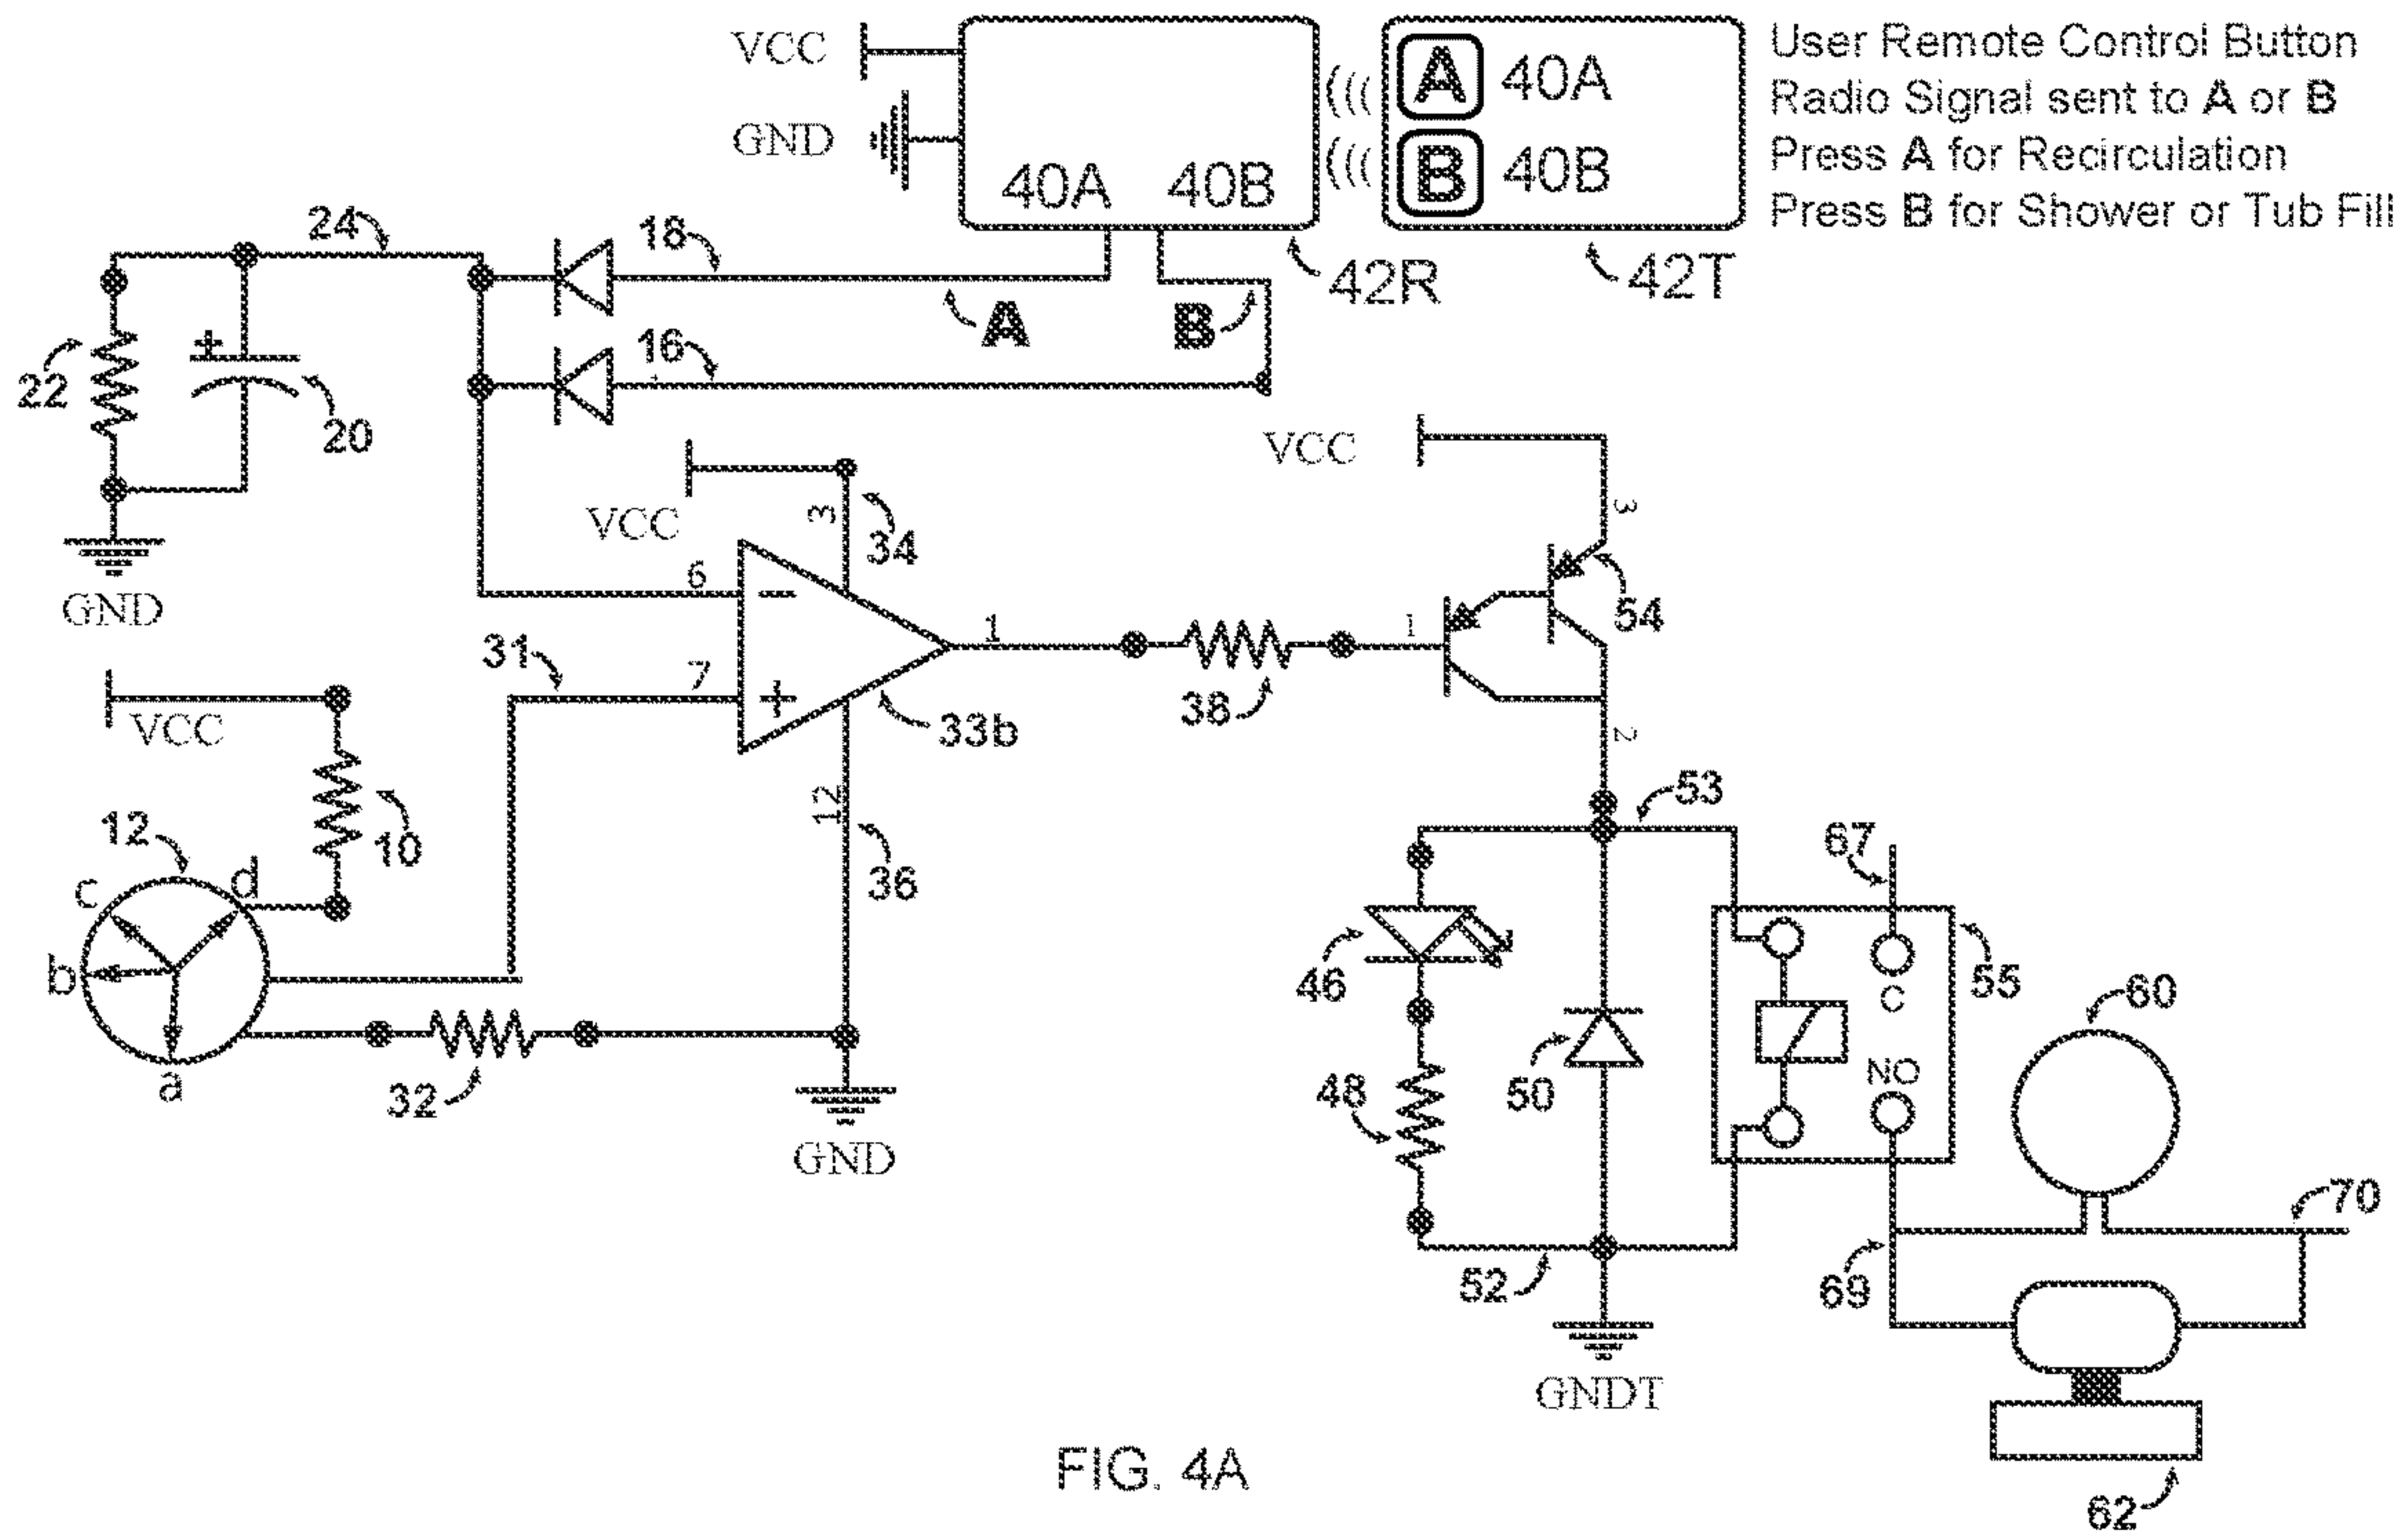 VCC
GND
40A 40B
A 40A
B 40B
User Remote Control Button
Radio Signal sent to A or B
Press A for Recirculation
Press B for Shower or Tub Fill
42R
42T
24
18
A
B
16
22
+
20
GND
VCC
3
34
6
−
31
7
+
33b
1
38
1
VCC
3
54
2
VCC
10
12
c
d
b
a
32
12
36
GND
53
67
46
55
C
60
48
50
NO
70
52
69
GNDT
62
FIG. 4A